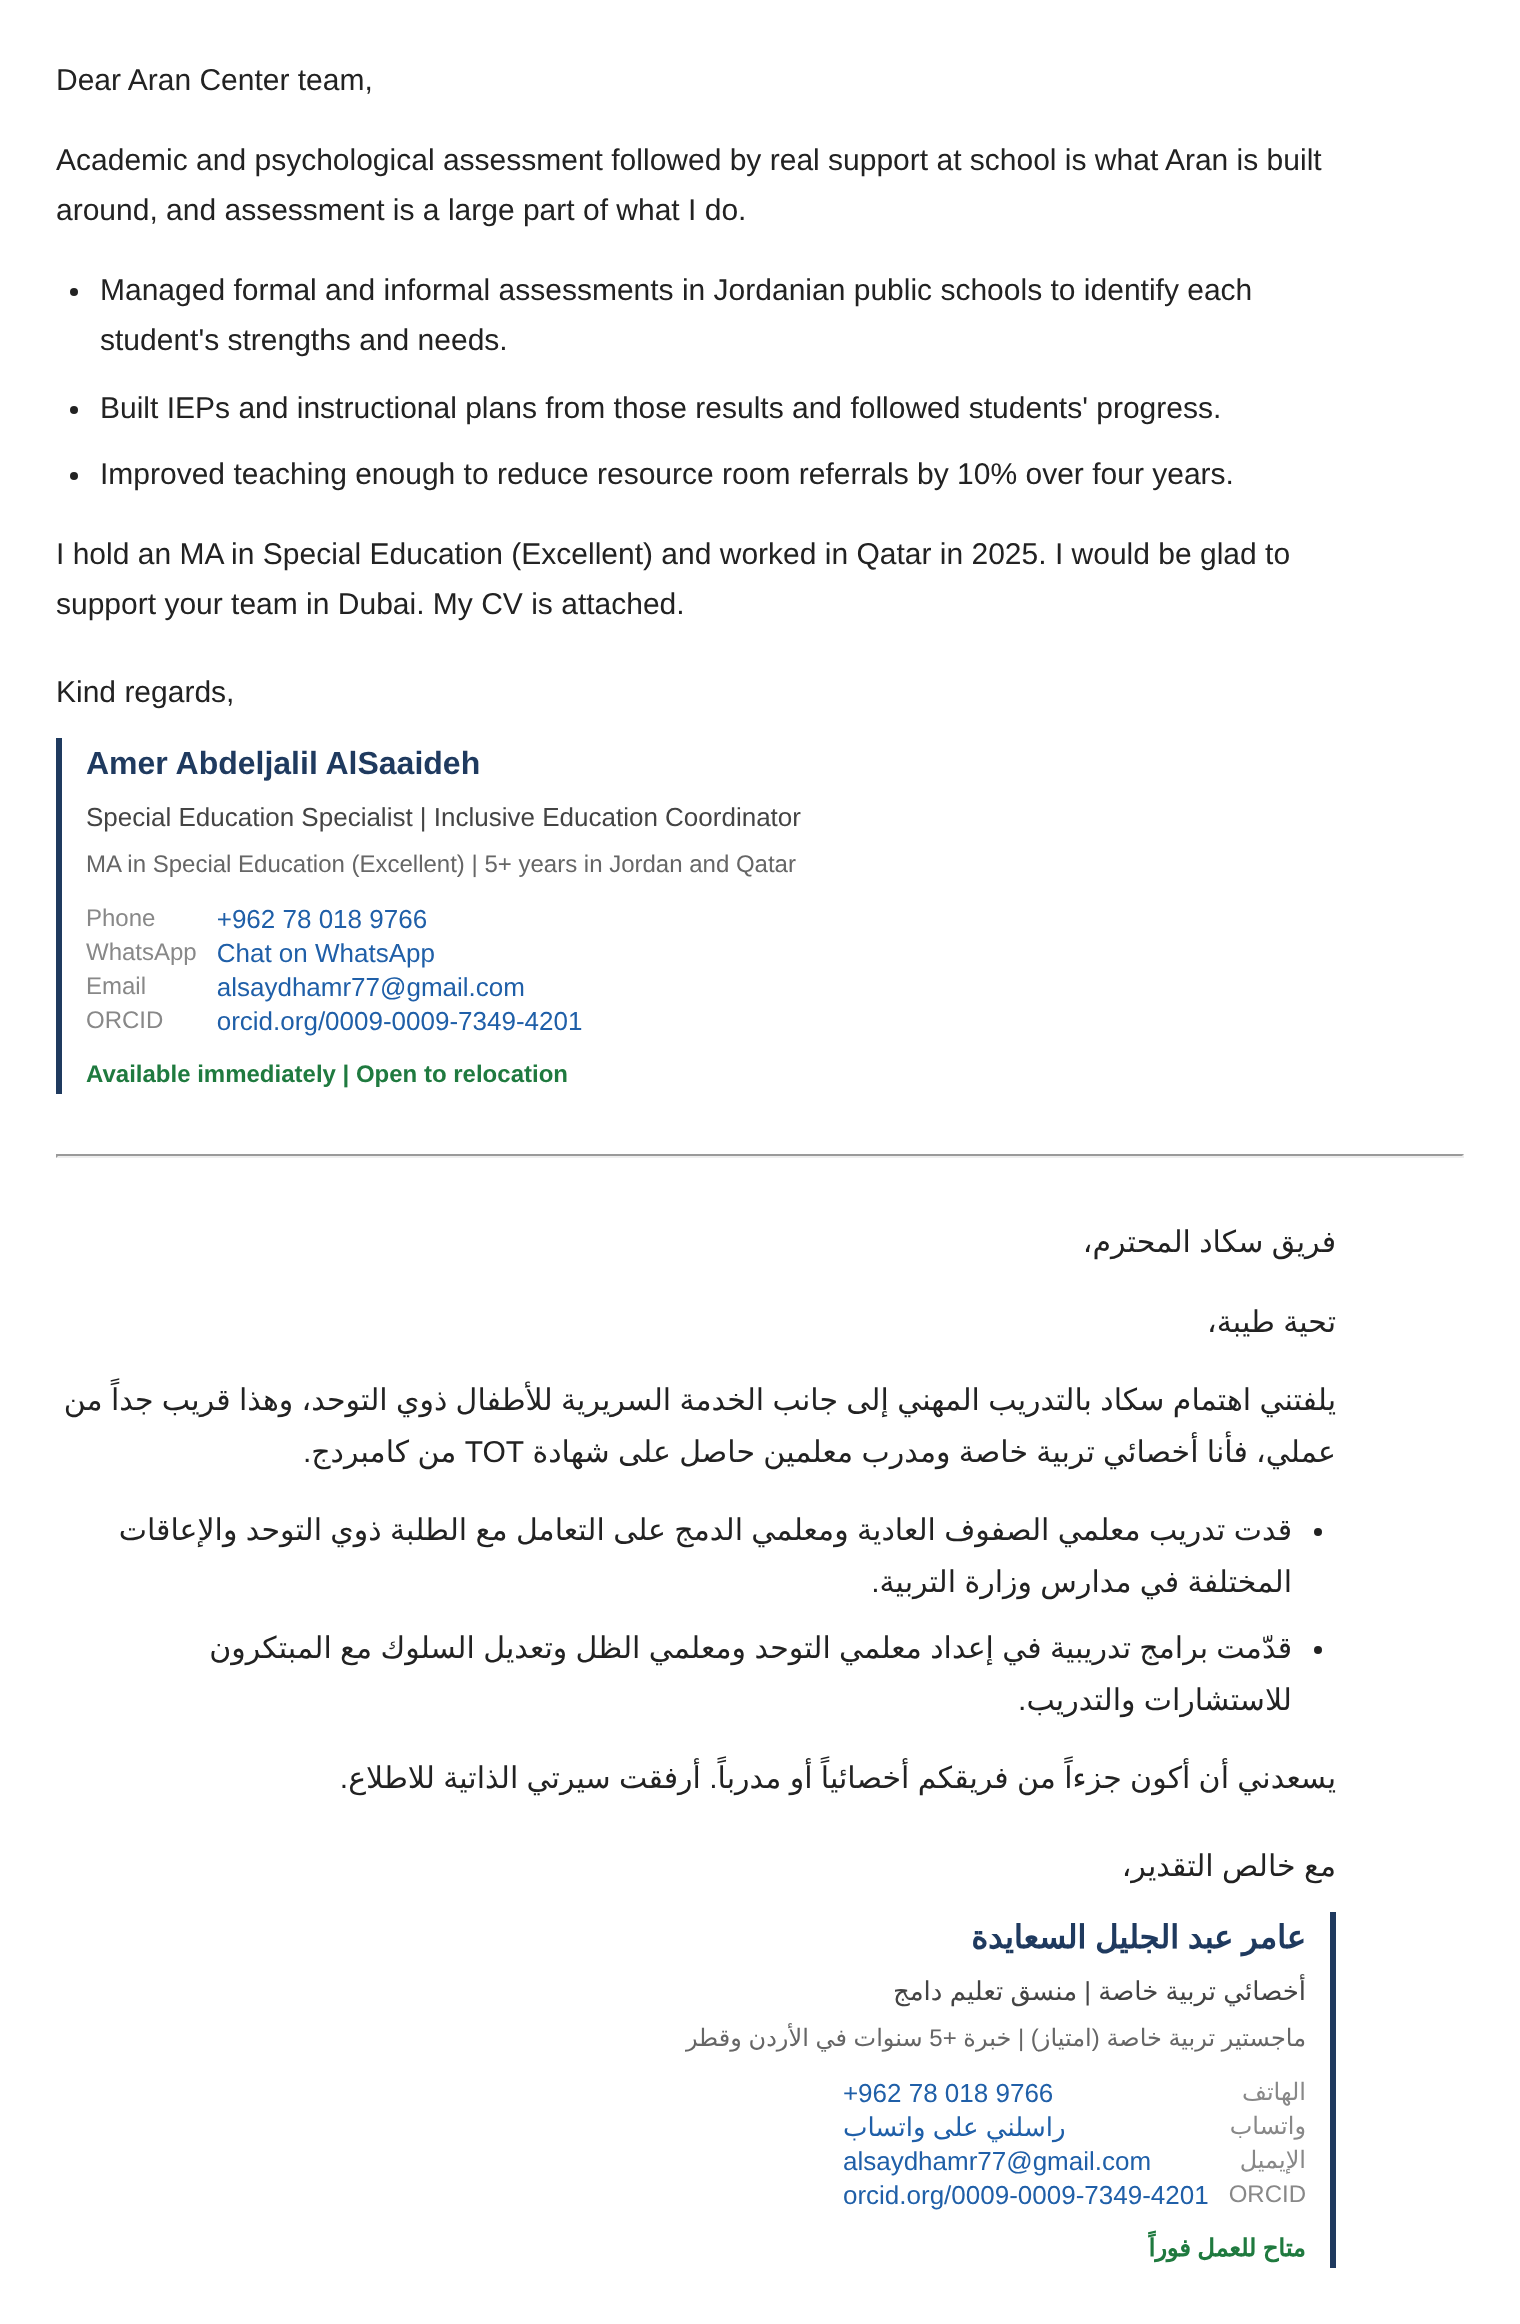 Dear Aran Center team,
Academic and psychological assessment followed by real support at school is what Aran is built
around, and assessment is a large part of what I do.
• Managed formal and informal assessments in Jordanian public schools to identify each
student's strengths and needs.
• Built IEPs and instructional plans from those results and followed students' progress.
• Improved teaching enough to reduce resource room referrals by 10% over four years.
I hold an MA in Special Education (Excellent) and worked in Qatar in 2025. I would be glad to
support your team in Dubai. My CV is attached.
Kind regards,
Amer Abdeljalil AlSaaideh
Special Education Specialist | Inclusive Education Coordinator
MA in Special Education (Excellent) | 5+ years in Jordan and Qatar
Phone +962 78 018 9766
WhatsApp Chat on WhatsApp
Email alsaydhamr77@gmail.com
ORCID orcid.org/0009-0009-7349-4201
Available immediately | Open to relocation
فريق سكاد المحترم،
تحية طيبة،
يلفتني اهتمام سكاد بالتدريب المهني إلى جانب الخدمة السريرية للأطفال ذوي التوحد، وهذا قريب جداً من
عملي، فأنا أخصائي تربية خاصة ومدرب معلمين حاصل على شهادة TOT من كامبردج.
• قدت تدريب معلمي الصفوف العادية ومعلمي الدمج على التعامل مع الطلبة ذوي التوحد والإعاقات
المختلفة في مدارس وزارة التربية.
• قدّمت برامج تدريبية في إعداد معلمي التوحد ومعلمي الظل وتعديل السلوك مع المبتكرون
للاستشارات والتدريب.
يسعدني أن أكون جزءاً من فريقكم أخصائياً أو مدرباً. أرفقت سيرتي الذاتية للاطلاع.
مع خالص التقدير،
عامر عبد الجليل السعايدة
أخصائي تربية خاصة | منسق تعليم دامج
ماجستير تربية خاصة (امتياز) | خبرة +5 سنوات في الأردن وقطر
الهاتف +962 78 018 9766
واتساب راسلني على واتساب
الإيميل alsaydhamr77@gmail.com
ORCID orcid.org/0009-0009-7349-4201
متاح للعمل فوراً